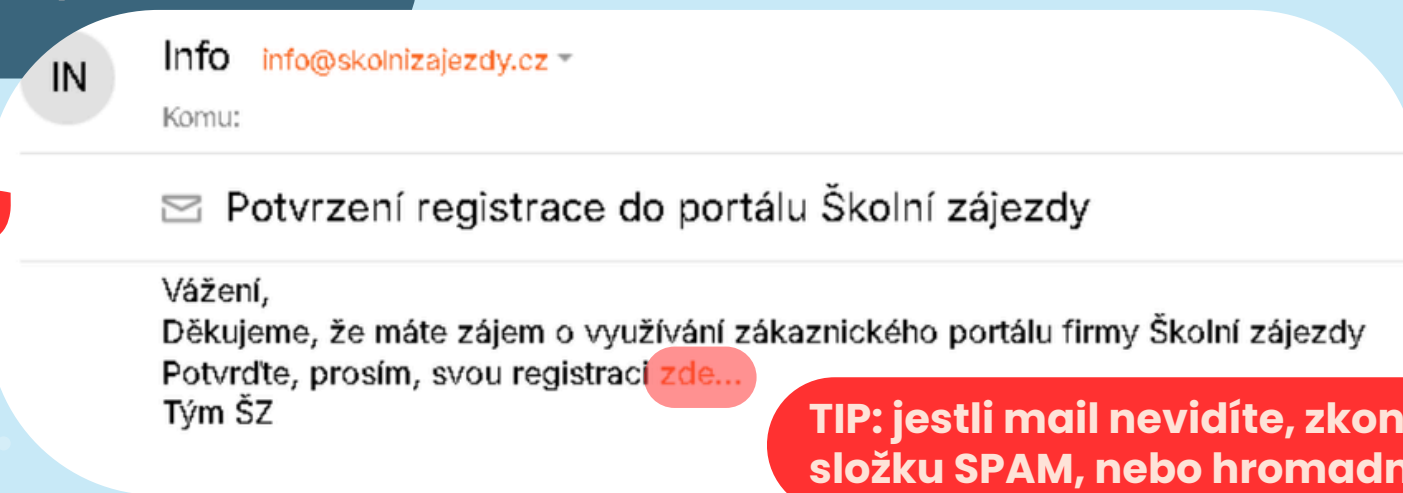 IN
Info info@skolnizajezdy.cz
Komu:
Potvrzení registrace do portálu Školní zájezdy
Vážení,
Děkujeme, že máte zájem o využívání zákaznického portálu firmy Školní zájezdy
Potvrďte, prosím, svou registraci zde...
Tým ŠZ
TIP: jestli mail nevidíte, zkon
složku SPAM, nebo hromadn